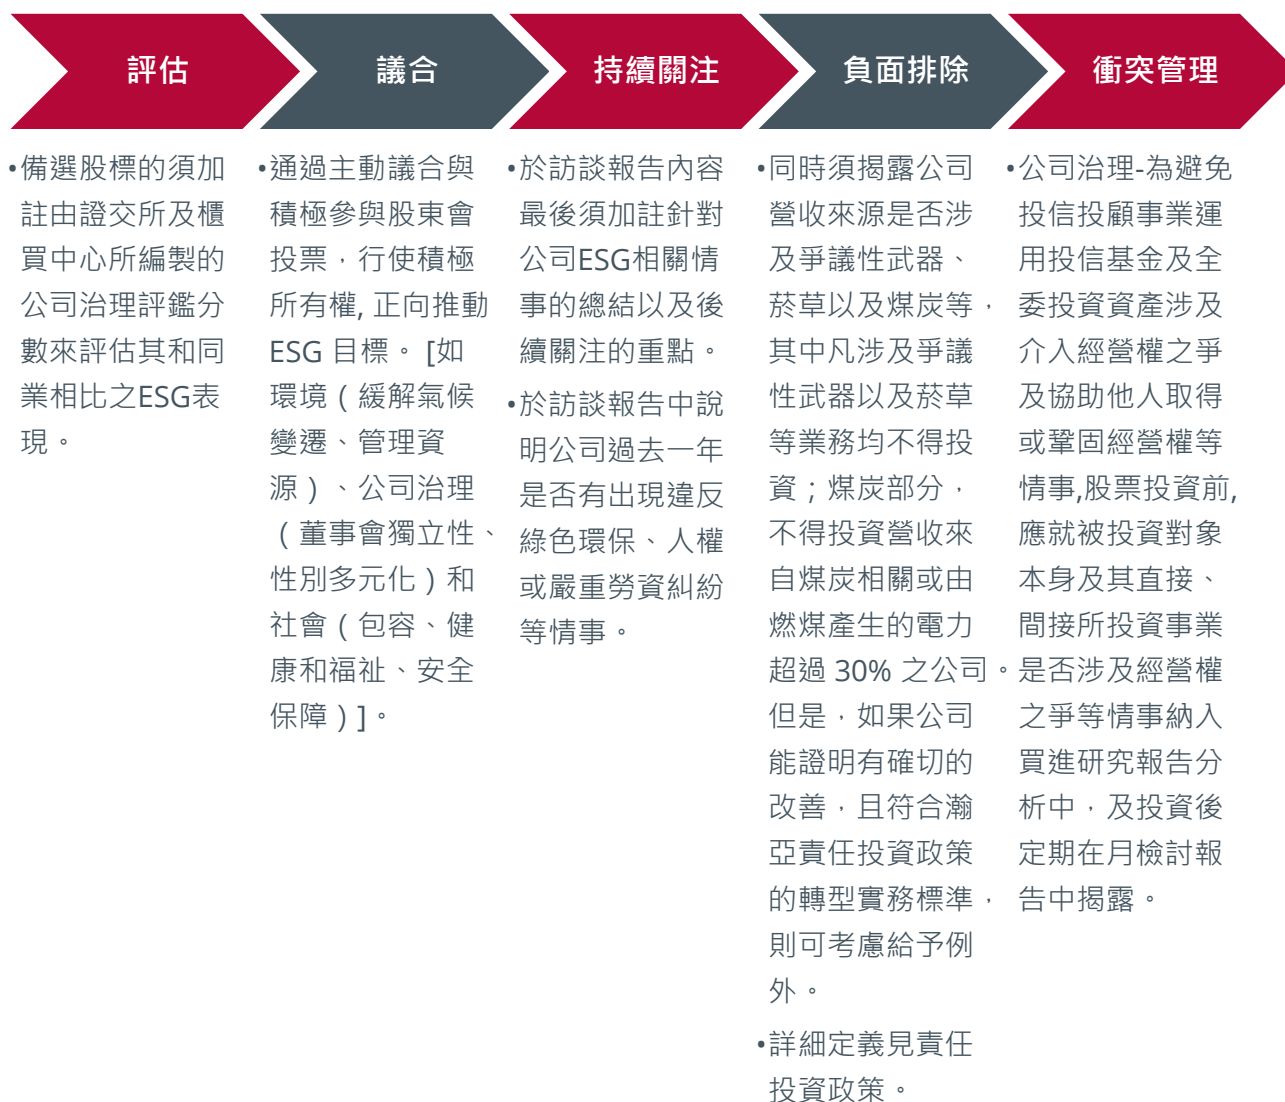 評估
•備選股標的須加
註由證交所及櫃
買中心所編製的
公司治理評鑑分
數來評估其和同
業相比之ESG表
現。
議合
•通過主動議合與
積極參與股東會
投票，行使積極
所有權, 正向推動
ESG 目標。 [如
環境（緩解氣候
變遷、管理資
源）、公司治理
（董事會獨立性、
性別多元化）和
社會（包容、健
康和福祉、安全
保障）]。
持續關注
•於訪談報告內容
最後須加註針對
公司ESG相關情
事的總結以及後
續關注的重點。
•於訪談報告中說
明公司過去一年
是否有出現違反
綠色環保、人權
或嚴重勞資糾紛
等情事。
負面排除
•同時須揭露公司
營收來源是否涉
及爭議性武器、
菸草以及煤炭等，
其中凡涉及爭議
性武器以及菸草
等業務均不得投
資；煤炭部分，
不得投資營收來
自煤炭相關或由
燃煤產生的電力
超過 30% 之公司。
但是，如果公司
能證明有確切的
改善，且符合瀚
亞責任投資政策
的轉型實務標準，
則可考慮給予例
外。
•詳細定義見責任
投資政策。
衝突管理
•公司治理-為避免
投信投顧事業運
用投信基金及全
委投資資產涉及
介入經營權之爭
及協助他人取得
或鞏固經營權等
情事,股票投資前,
應就被投資對象
本身及其直接、
間接所投資事業
是否涉及經營權
之爭等情事納入
買進研究報告分
析中，及投資後
定期在月檢討報
告中揭露。